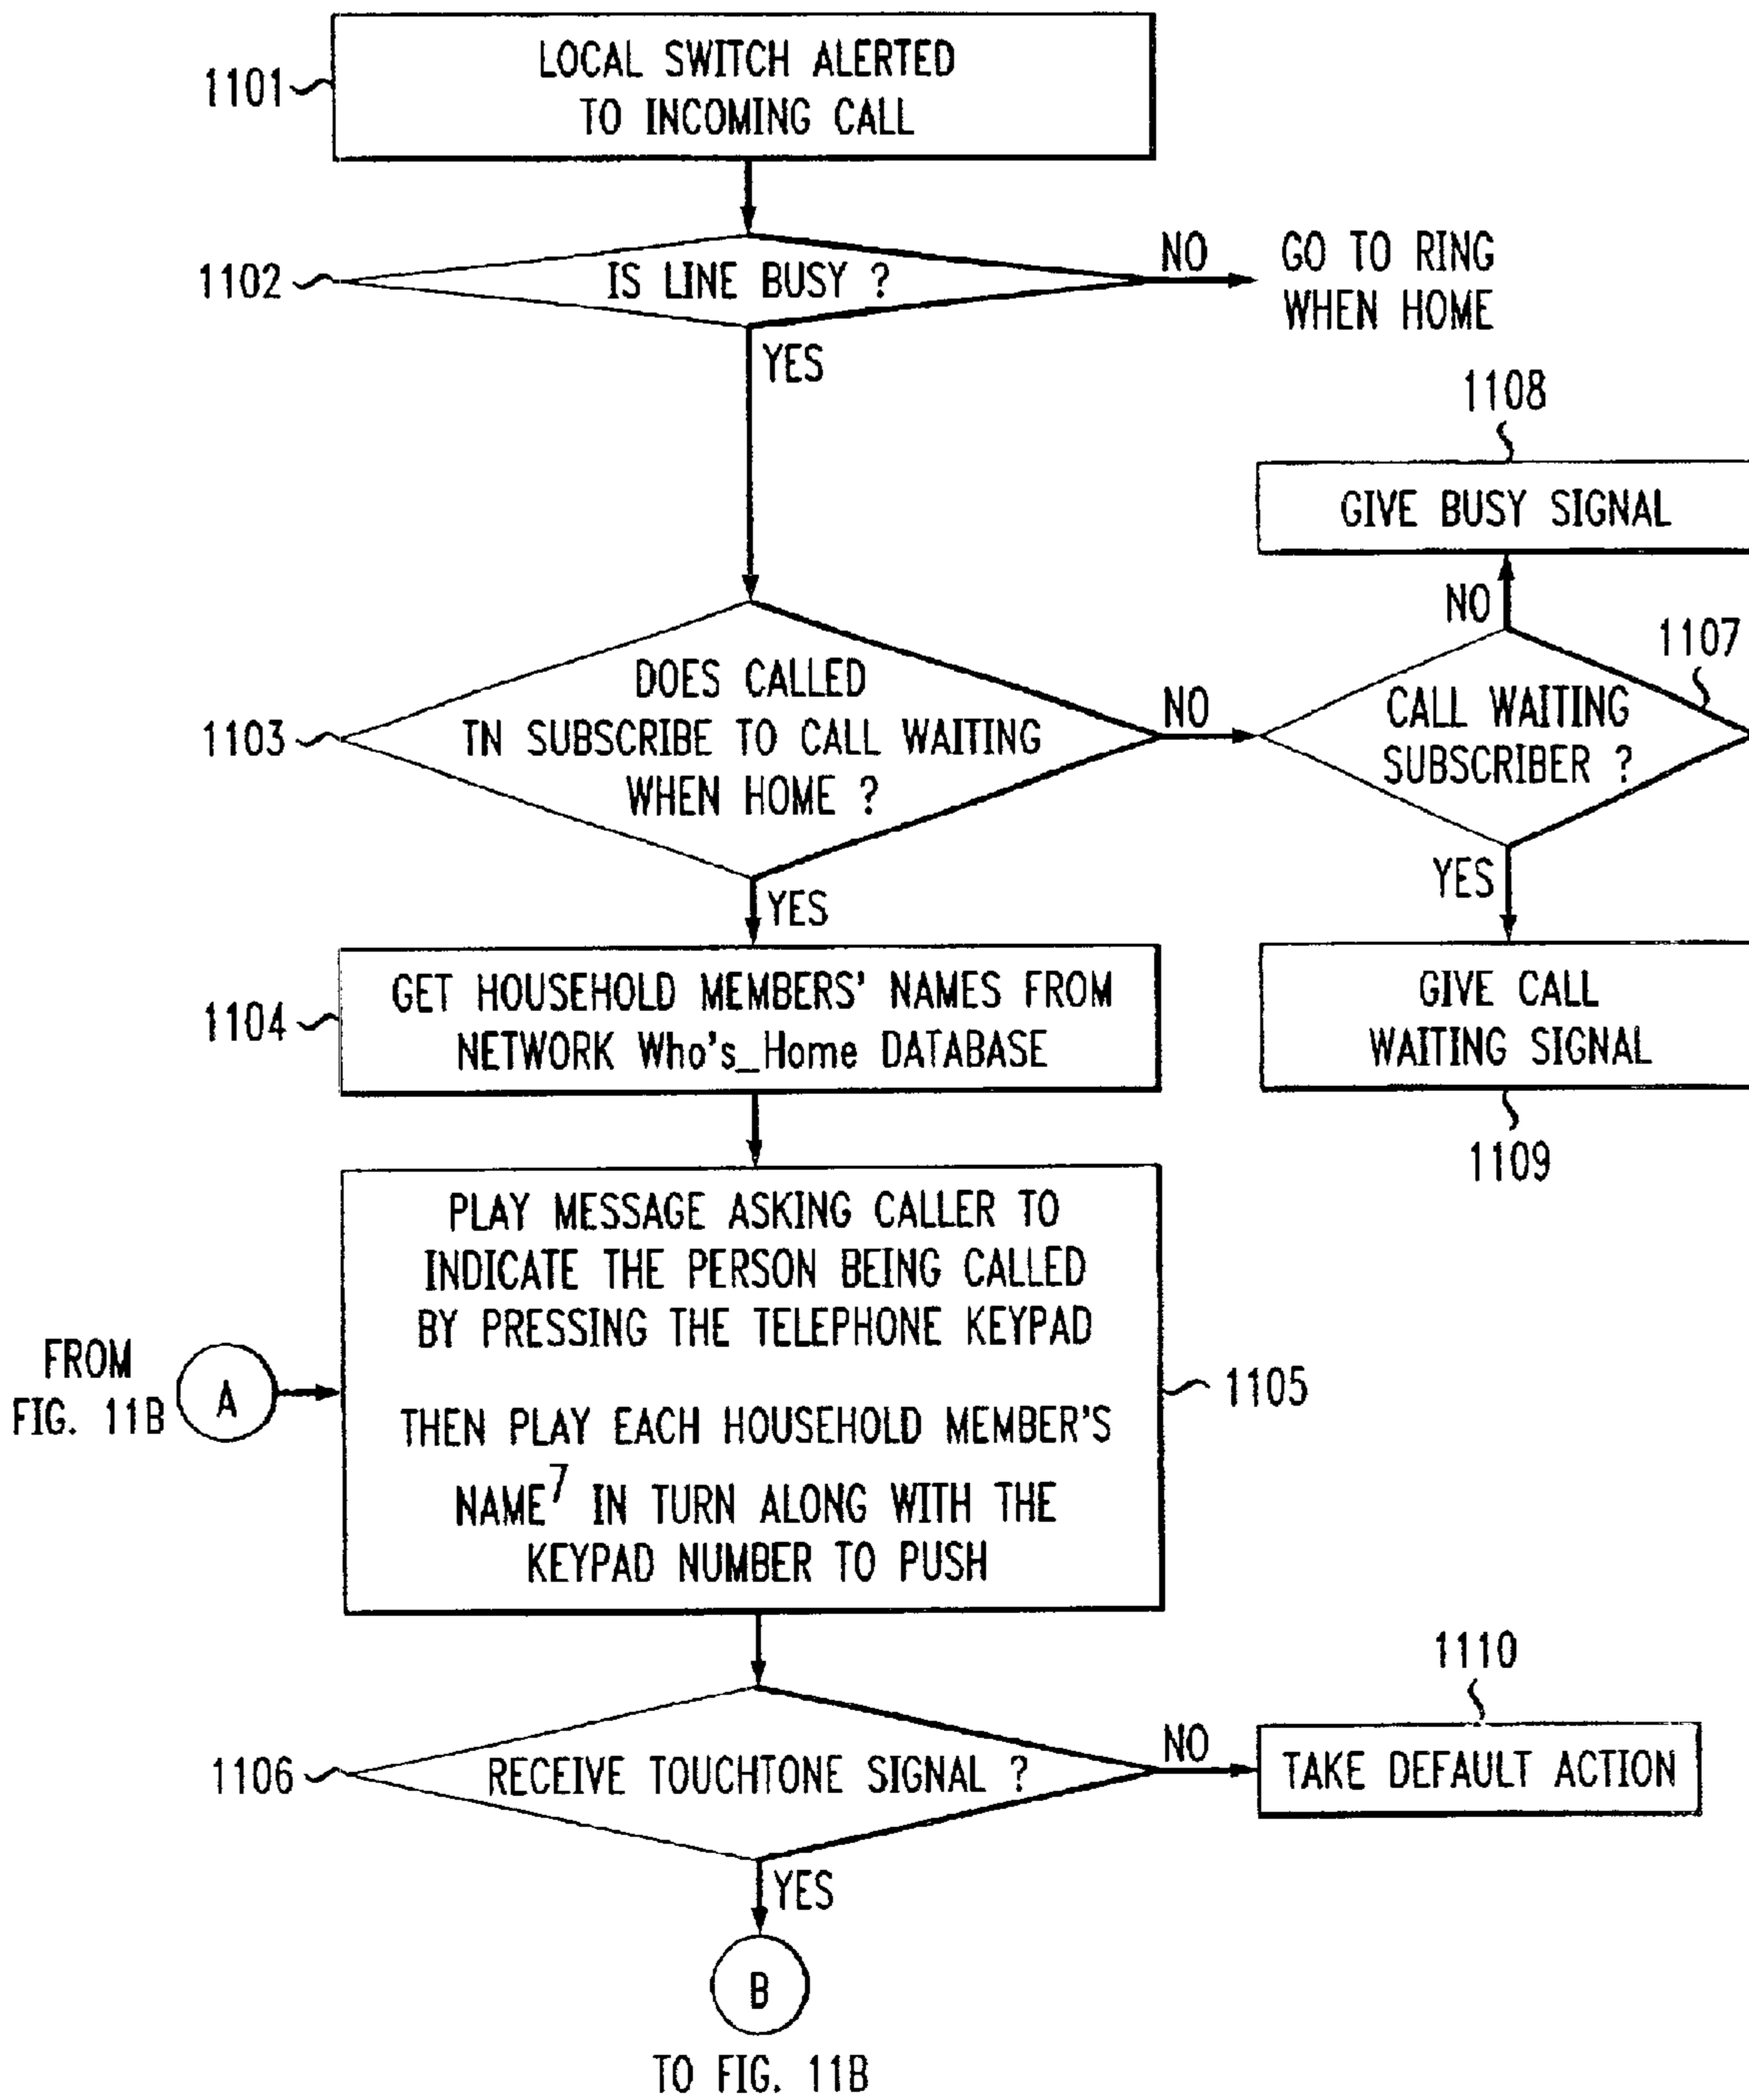 1101
LOCAL SWITCH ALERTED
TO INCOMING CALL
1102
IS LINE BUSY ?
NO
GO TO RING
WHEN HOME
YES
1108
GIVE BUSY SIGNAL
NO
1107
1103
DOES CALLED
TN SUBSCRIBE TO CALL WAITING
WHEN HOME ?
NO
CALL WAITING
SUBSCRIBER ?
YES
YES
1104
GET HOUSEHOLD MEMBERS' NAMES FROM
NETWORK Who's_Home DATABASE
GIVE CALL
WAITING SIGNAL
1109
PLAY MESSAGE ASKING CALLER TO
INDICATE THE PERSON BEING CALLED
BY PRESSING THE TELEPHONE KEYPAD
THEN PLAY EACH HOUSEHOLD MEMBER'S
NAME7 IN TURN ALONG WITH THE
KEYPAD NUMBER TO PUSH
1105
FROM
FIG. 11B
A
1106
RECEIVE TOUCHTONE SIGNAL ?
NO
1110
TAKE DEFAULT ACTION
YES
B
TO FIG. 11B